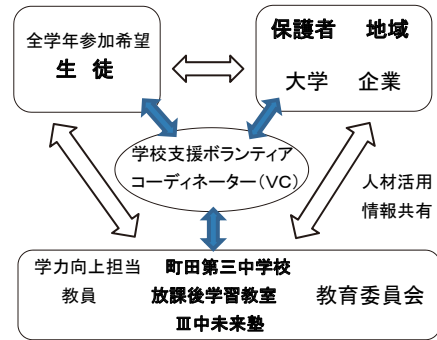 全学年参加希望
生徒
保護者 地域
大学 企業
学校支援ボランティア
コーディネーター(VC)
人材活用
情報共有
学力向上担当
教員
町田第三中学校
放課後学習教室
Ⅲ中未来塾
教育委員会